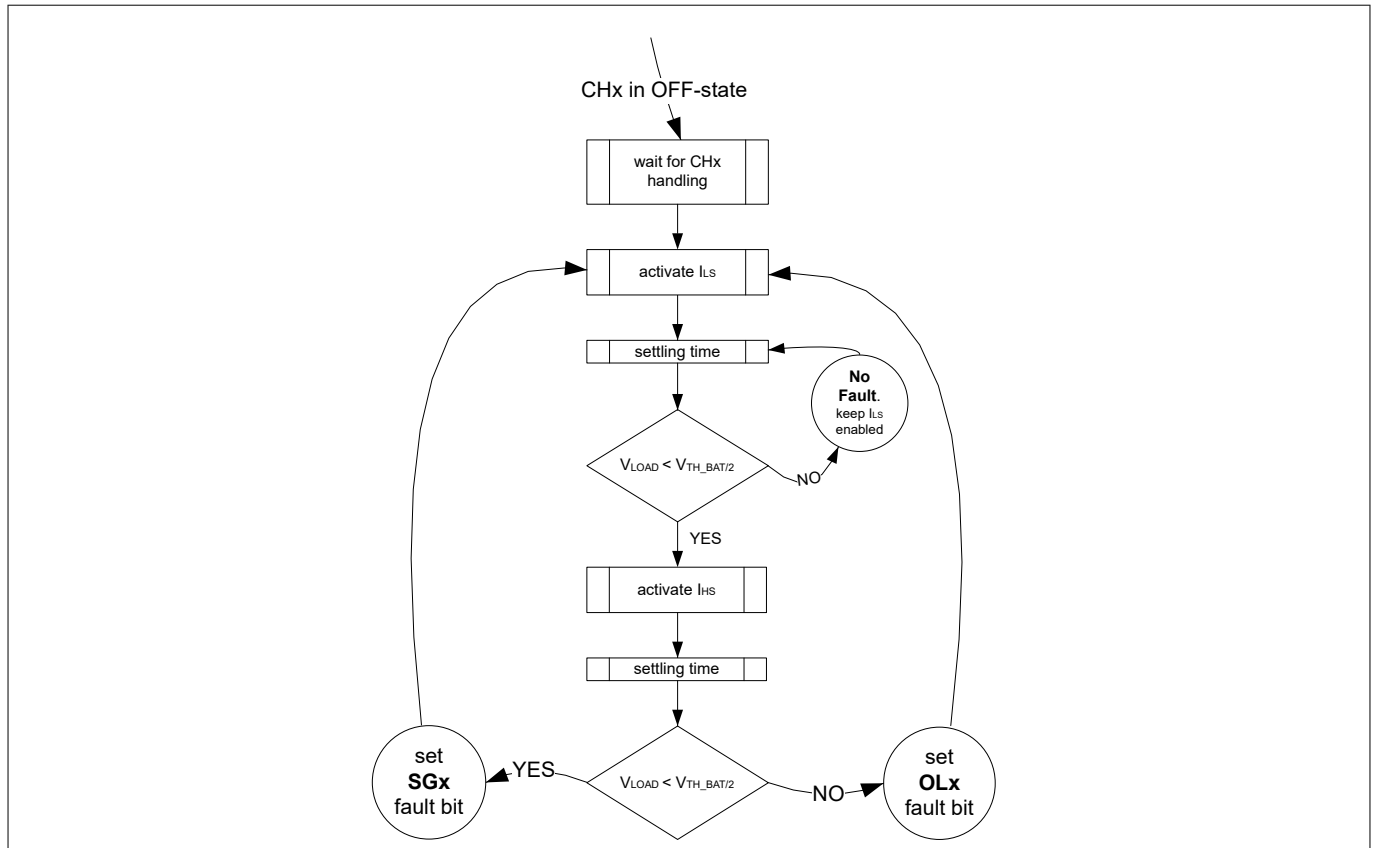 CHx in OFF-state
wait for CHx
handling
activate ILS
settling time
No
Fault.
keep ILS
enabled
VLOAD < VTH_BAT/2
NO
YES
activate IHS
settling time
set
SGx
fault bit
YES
VLOAD < VTH_BAT/2
NO
set
OLx
fault bit